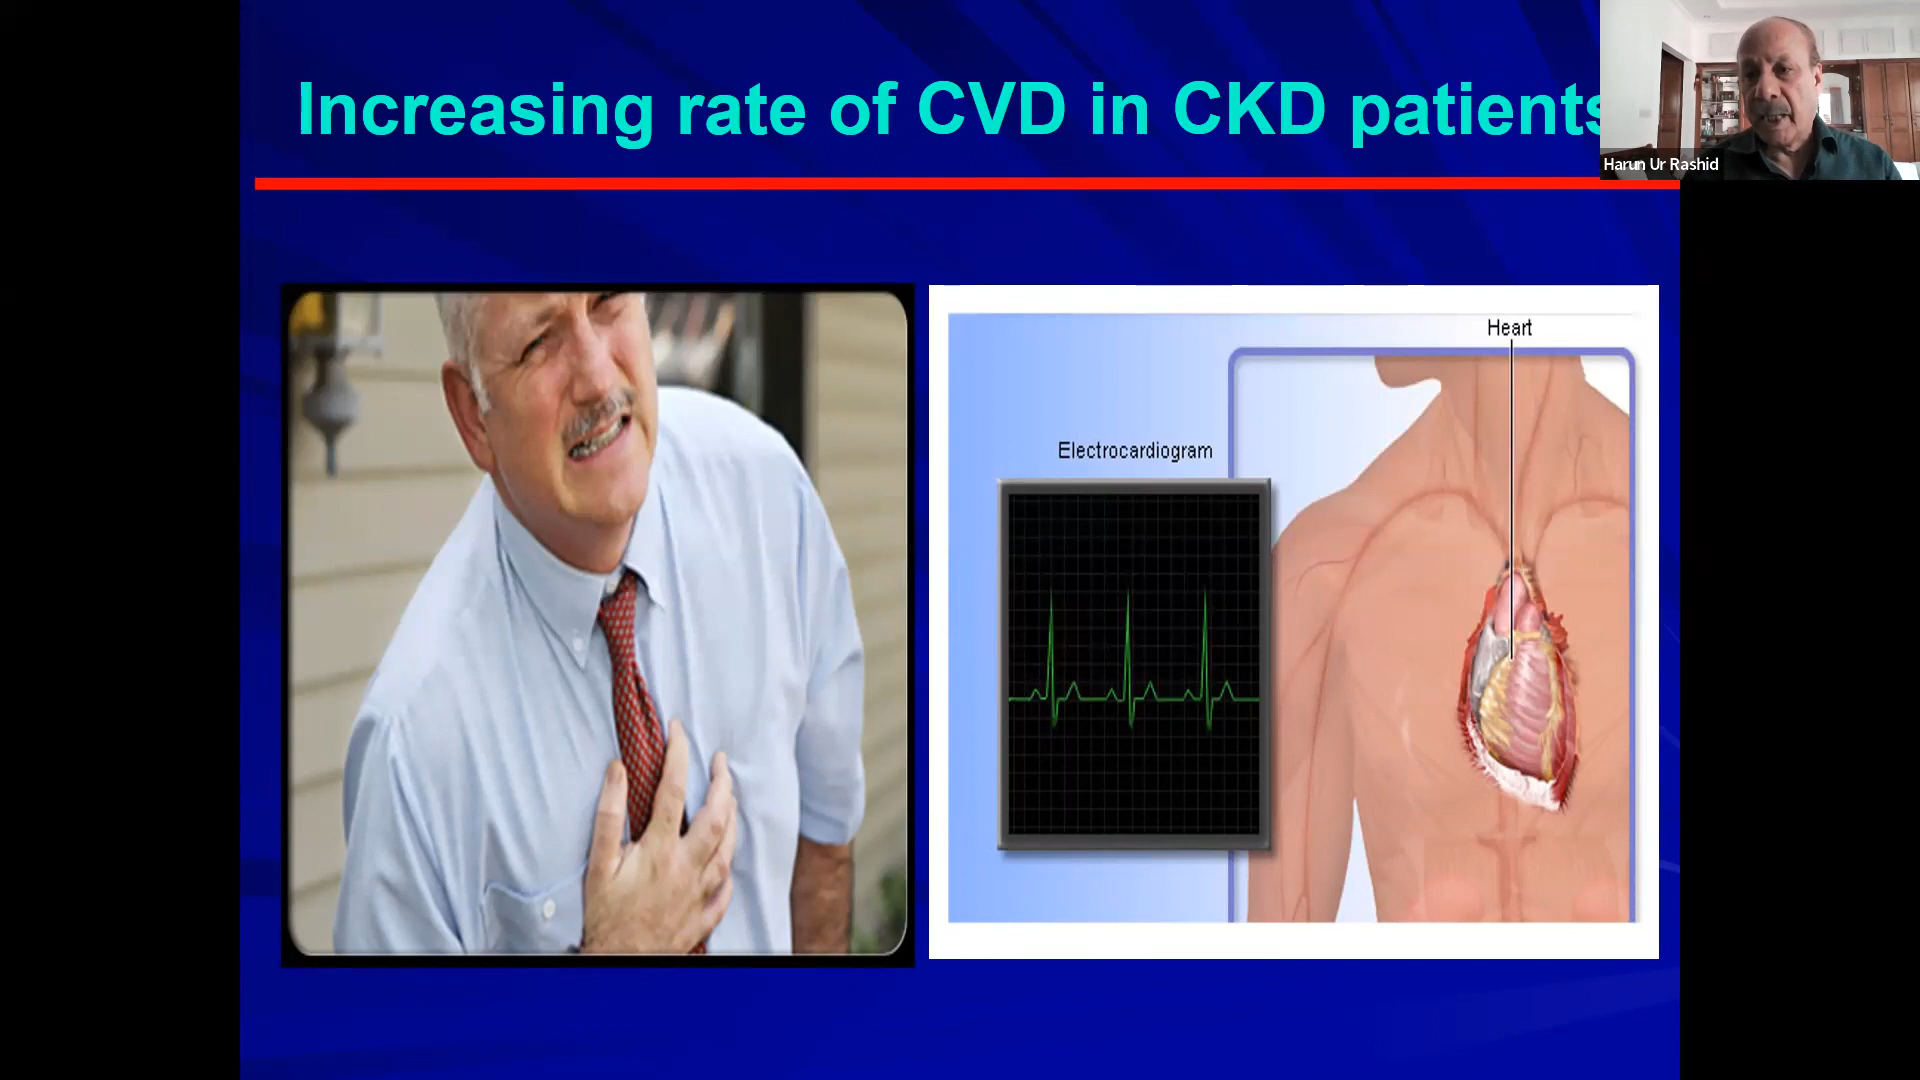 Increasing rate of CVD in CKD patients
Harun Ur Rashid
Heart
Electrocardiogram